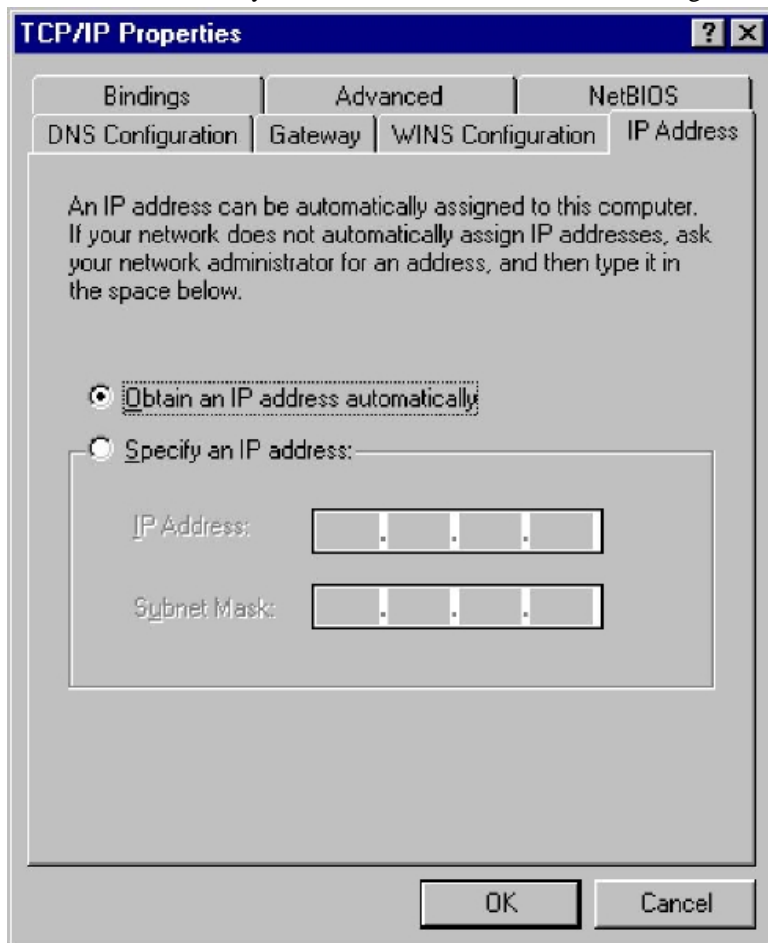 TCP/IP Properties
Bindings Advanced NetBIOS
DNS Configuration Gateway WINS Configuration IP Address
An IP address can be automatically assigned to this computer.
If your network does not automatically assign IP addresses, ask
your network administrator for an address, and then type it in
the space below.
Obtain an IP address automatically
Specify an IP address:
IP Address:
Subnet Mask:
OK Cancel